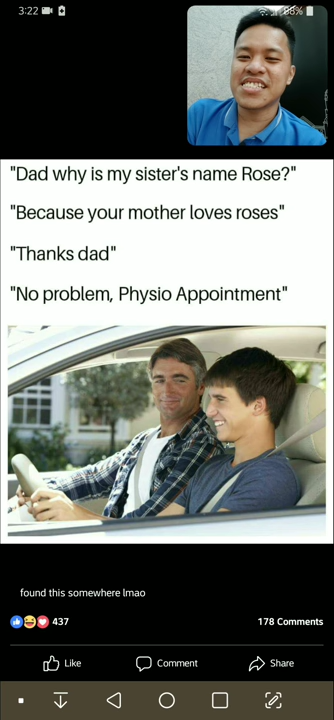 3:22
88%
"Dad why is my sister's name Rose?"
"Because your mother loves roses"
"Thanks dad"
"No problem, Physio Appointment"
found this somewhere lmao
437
178 Comments
Like
Comment
Share